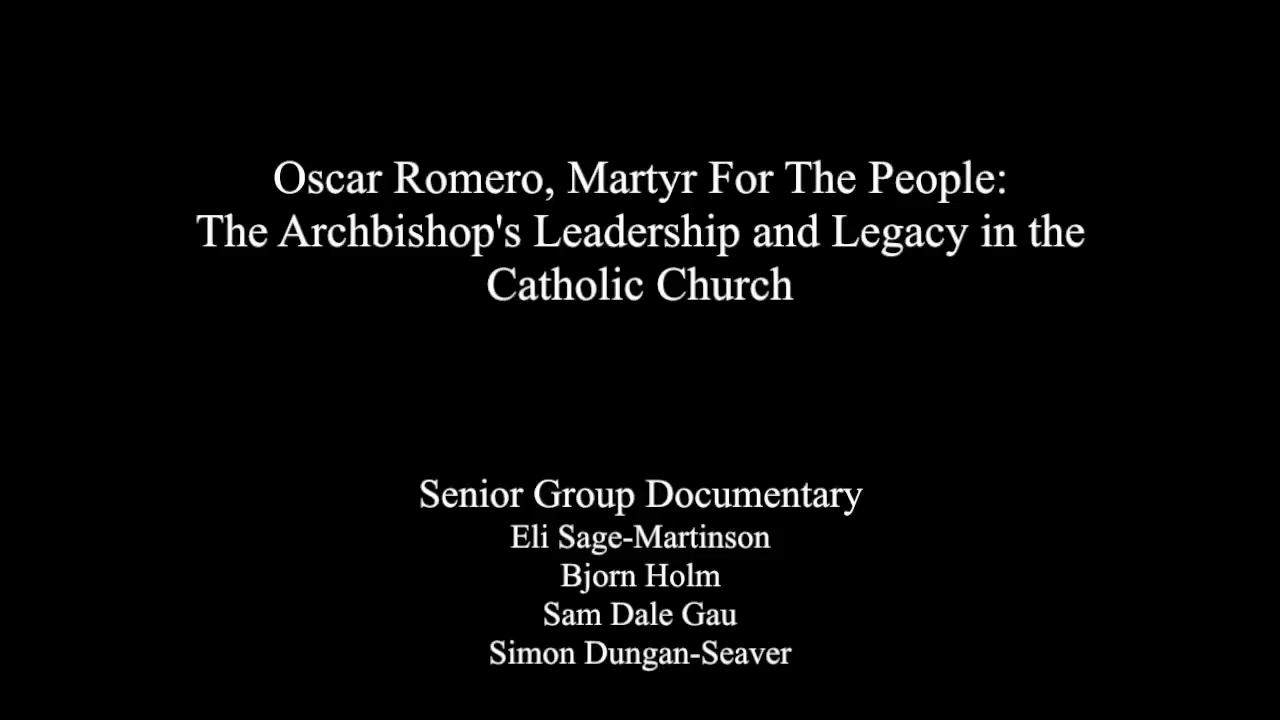 Oscar Romero, Martyr For The People:
The Archbishop's Leadership and Legacy in the
Catholic Church
Senior Group Documentary
Eli Sage-Martinson
Bjorn Holm
Sam Dale Gau
Simon Dungan-Seaver